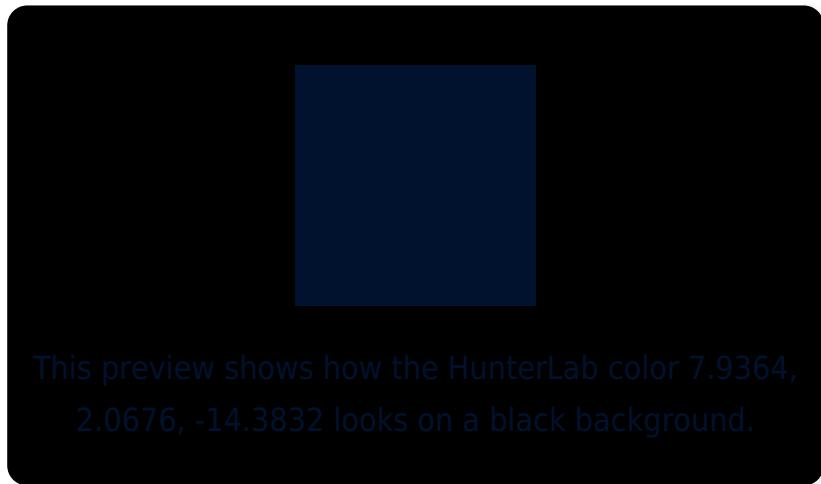 This preview shows how the HunterLab color 7.9364,
2.0676, -14.3832 looks on a black background.